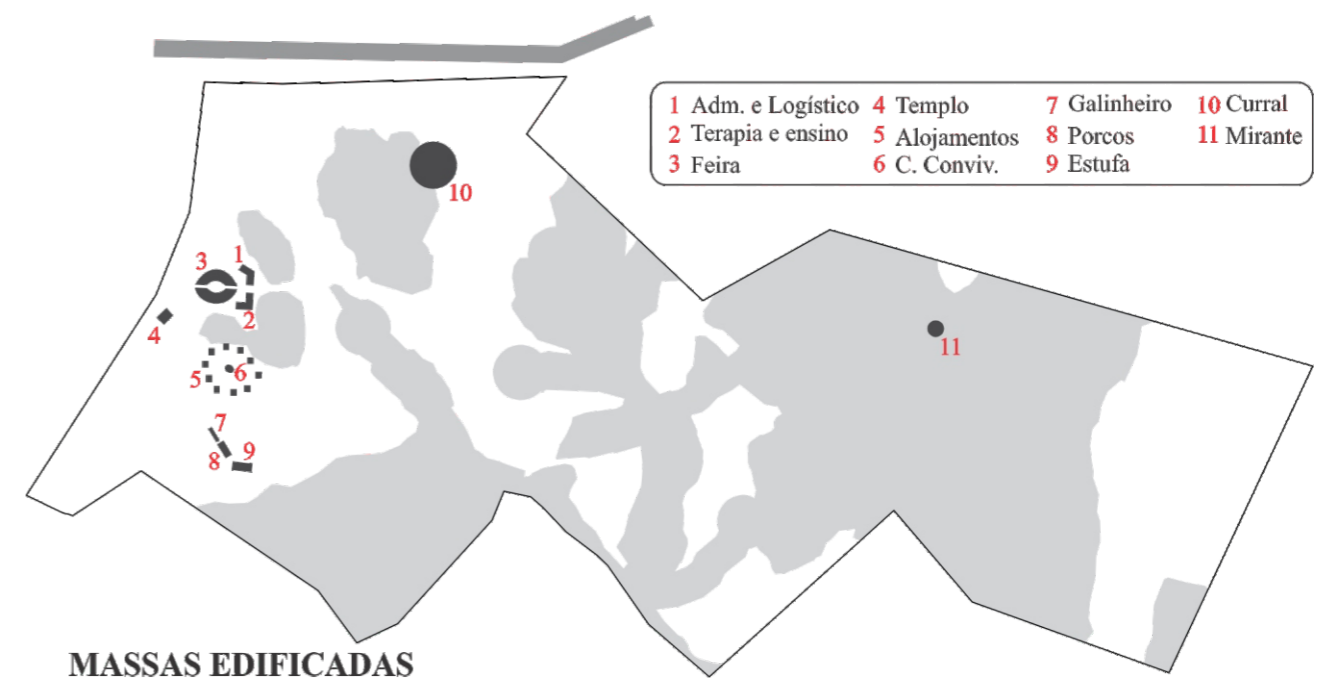 1 Adm. e Logístico 4 Templo 7 Galinheiro 10 Curral
2 Terapia e ensino 5 Alojamentos 8 Porcos 11 Mirante
3 Feira 6 C. Conviv. 9 Estufa
10
3 1
2
4
11
5 6
7
8 9
MASSAS EDIFICADAS